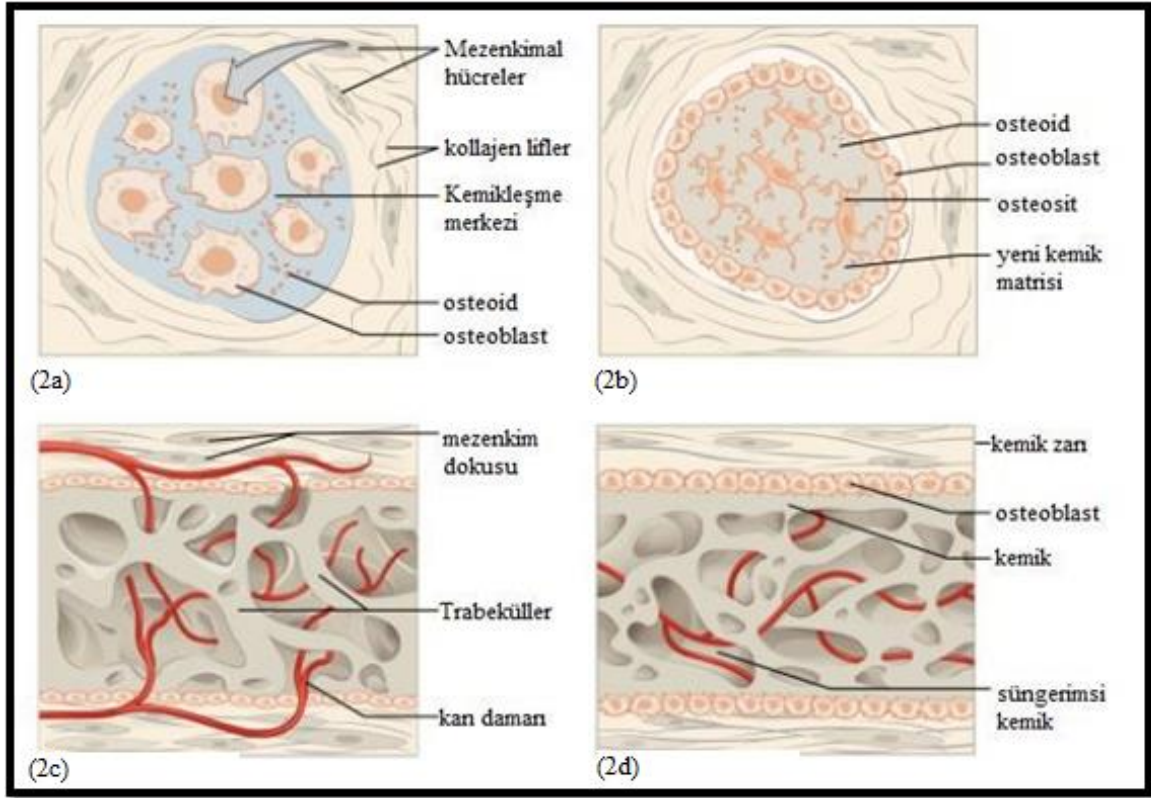 Mezenkimal
hücreler
kollajen lifler
Kemikleşme
merkezi
osteoid
osteoblast
(2a)
osteoid
osteoblast
osteosit
yeni kemik
matrisi
(2b)
mezenkim
dokusu
Trabeküller
kan damarı
(2c)
kemik zarı
osteoblast
kemik
süngerimsi
kemik
(2d)